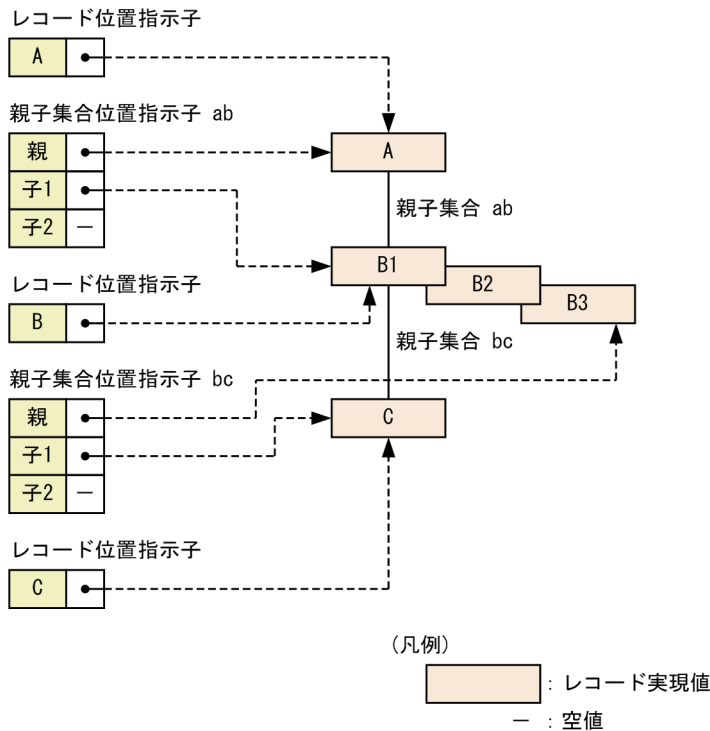 レコード位置指示子
A
親子集合位置指示子 ab
親
A
子1
親子集合 ab
子2 －
B1
レコード位置指示子
B2
B
B3
親子集合 bc
親子集合位置指示子 bc
親
C
子1
子2 －
レコード位置指示子
C
（凡例）
：レコード実現値
－ ：空値